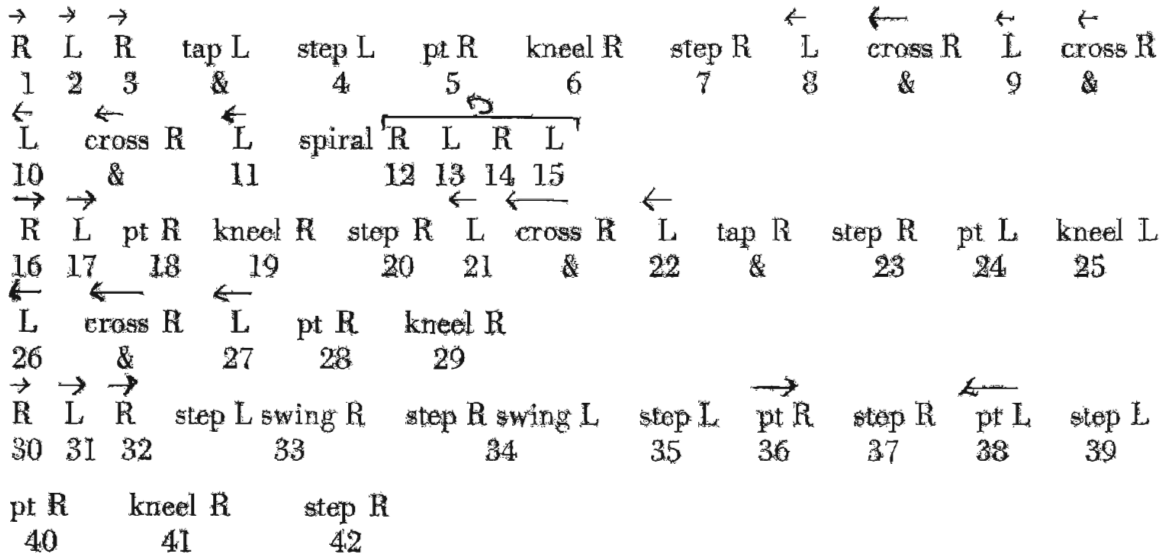 → → →
R L R tap L step L pt R kneel R step R ← L ← cross R ← L ← cross R
1 2 3 & 4 5 6 7 8 & 9 &
← ← ←
L cross R L spiral R L R L
10 & 11 12 13 14 15
→ → ← ← ←
R L pt R kneel R step R L cross R L tap R step R pt L kneel L
16 17 18 19 20 21 & 22 & 23 24 25
← ← ←
L cross R L pt R kneel R
26 & 27 28 29
→ → → → ←
R L R step L swing R step R swing L step L pt R step R pt L step L
30 31 32 33 34 35 36 37 38 39
pt R kneel R step R
40 41 42